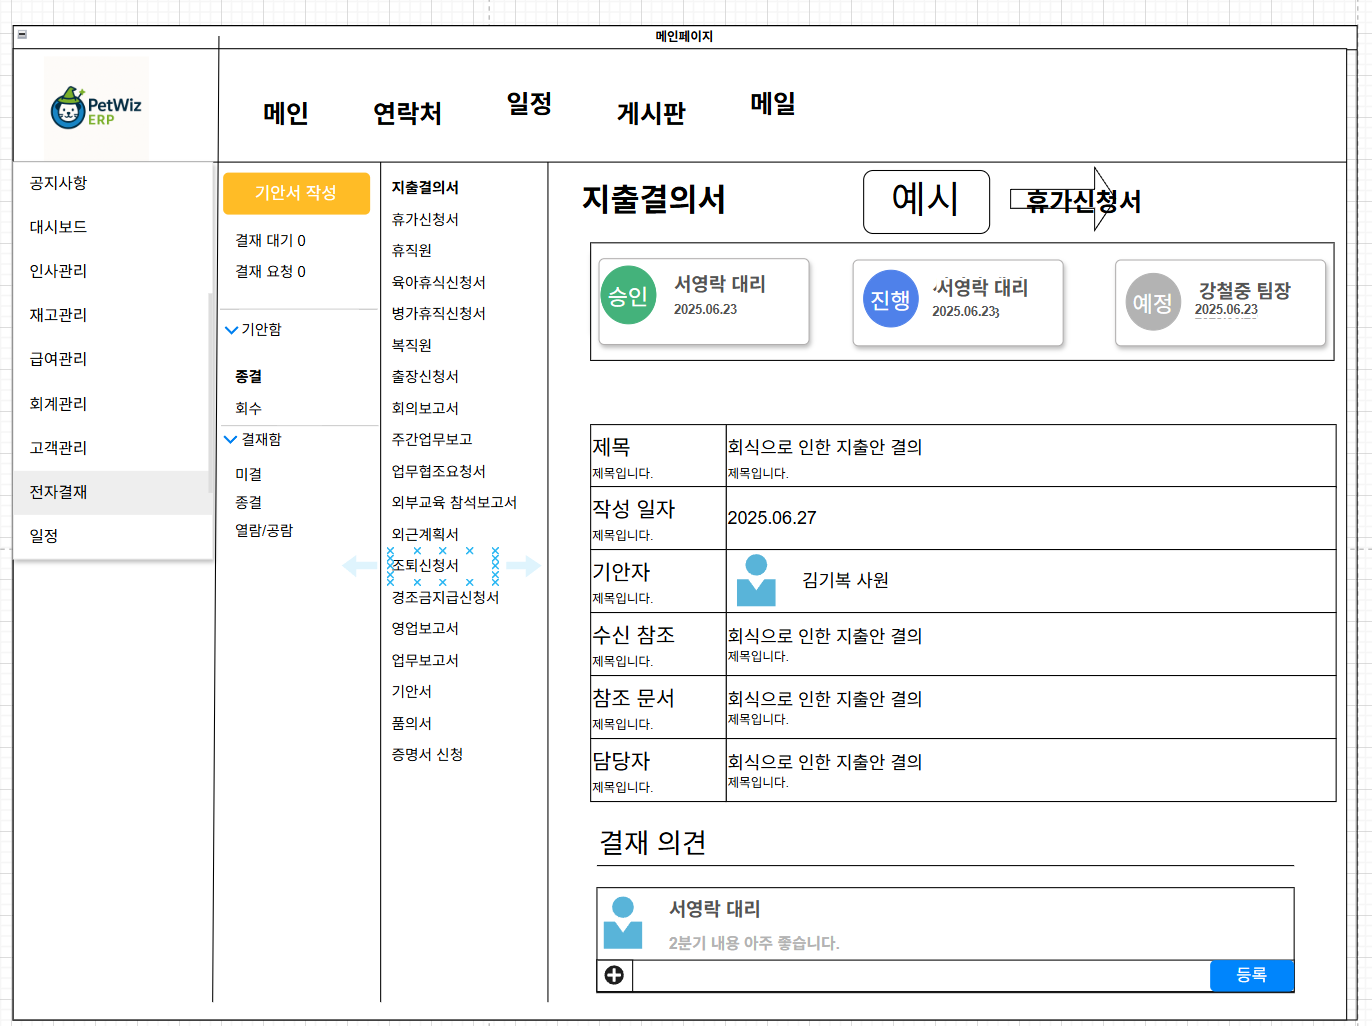 메인페이지
PetWiz
ERP
메인
연락처
일정
게시판
메일
공지사항
대시보드
인사관리
재고관리
급여관리
회계관리
고객관리
전자결재
일정
기안서 작성
결재 대기 0
결재 요청 0
기안함
종결
회수
결재함
미결
종결
열람/공람
지출결의서
휴가신청서
휴직원
육아휴식신청서
병가휴직신청서
복직원
출장신청서
회의보고서
주간업무보고
업무협조요청서
외부교육 참석보고서
외근계획서
조퇴신청서
경조금지급신청서
영업보고서
업무보고서
기안서
품의서
증명서 신청
지출결의서
예시
휴가신청서
승인
서영락 대리
2025.06.23
진행
서영락 대리
2025.06.23
예정
강철중 팀장
2025.06.23
제목
제목입니다.
회식으로 인한 지출안 결의
제목입니다.
작성 일자
제목입니다.
2025.06.27
기안자
제목입니다.
김기복 사원
수신 참조
제목입니다.
회식으로 인한 지출안 결의
제목입니다.
참조 문서
제목입니다.
회식으로 인한 지출안 결의
제목입니다.
담당자
제목입니다.
회식으로 인한 지출안 결의
제목입니다.
결재 의견
서영락 대리
2분기 내용 아주 좋습니다.
등록